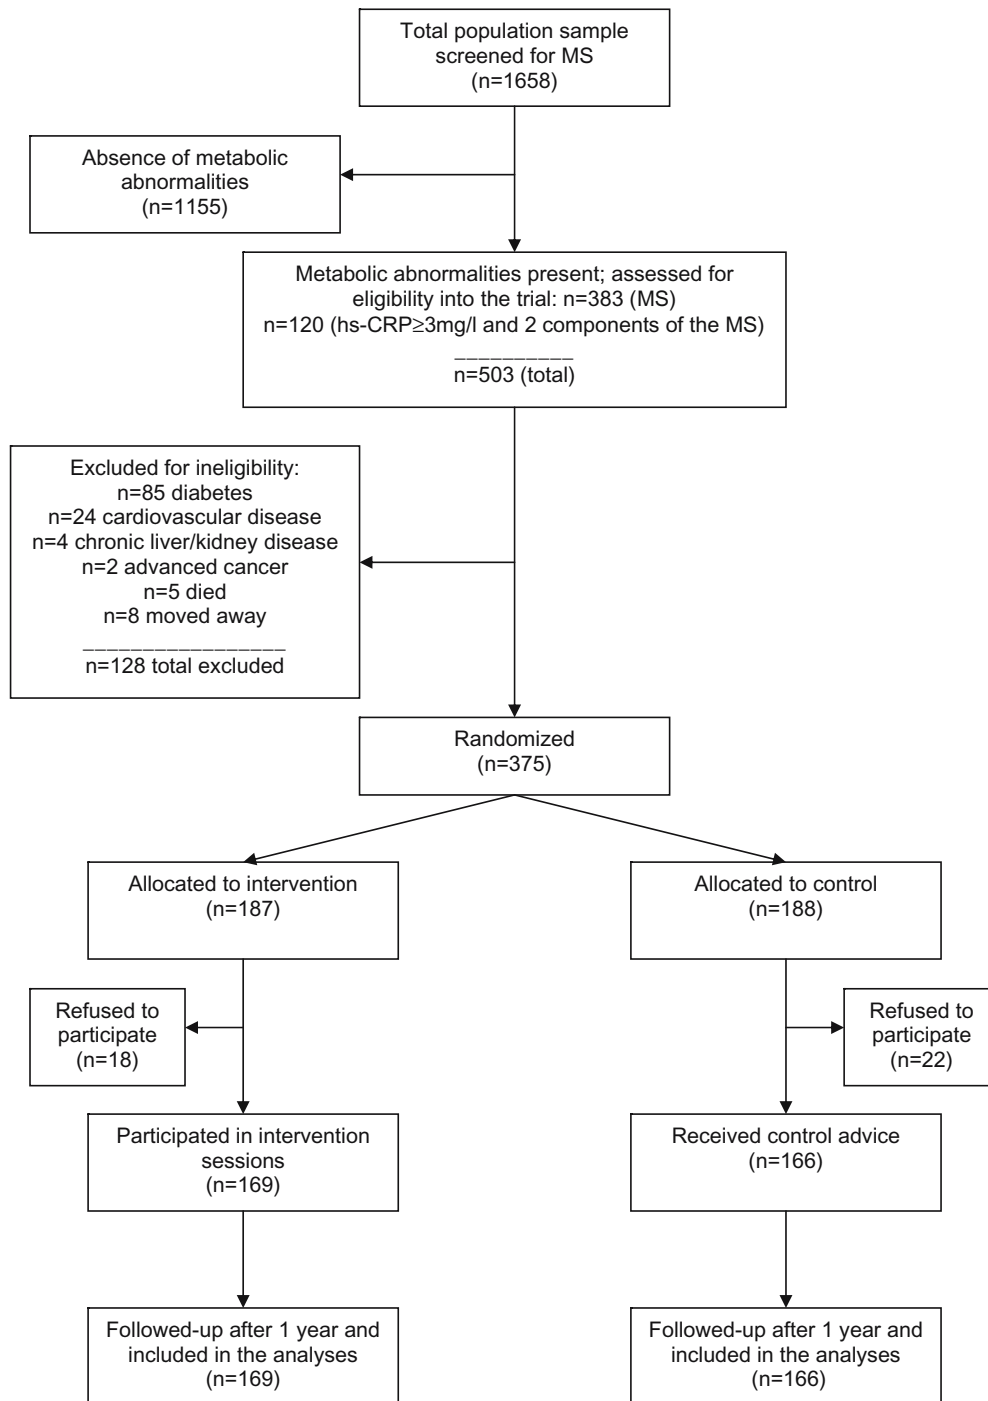 Total population sample
screened for MS
(n=1658)
Absence of metabolic
abnormalities
(n=1155)
Metabolic abnormalities present; assessed for
eligibility into the trial: n=383 (MS)
n=120 (hs-CRP≥3mg/l and 2 components of the MS)
__________
n=503 (total)
Excluded for ineligibility:
n=85 diabetes
n=24 cardiovascular disease
n=4 chronic liver/kidney disease
n=2 advanced cancer
n=5 died
n=8 moved away
_________________
n=128 total excluded
Randomized
(n=375)
Allocated to intervention
(n=187)
Allocated to control
(n=188)
Refused to
participate
(n=18)
Refused to
participate
(n=22)
Participated in intervention
sessions
(n=169)
Received control advice
(n=166)
Followed-up after 1 year and
included in the analyses
(n=169)
Followed-up after 1 year and
included in the analyses
(n=166)